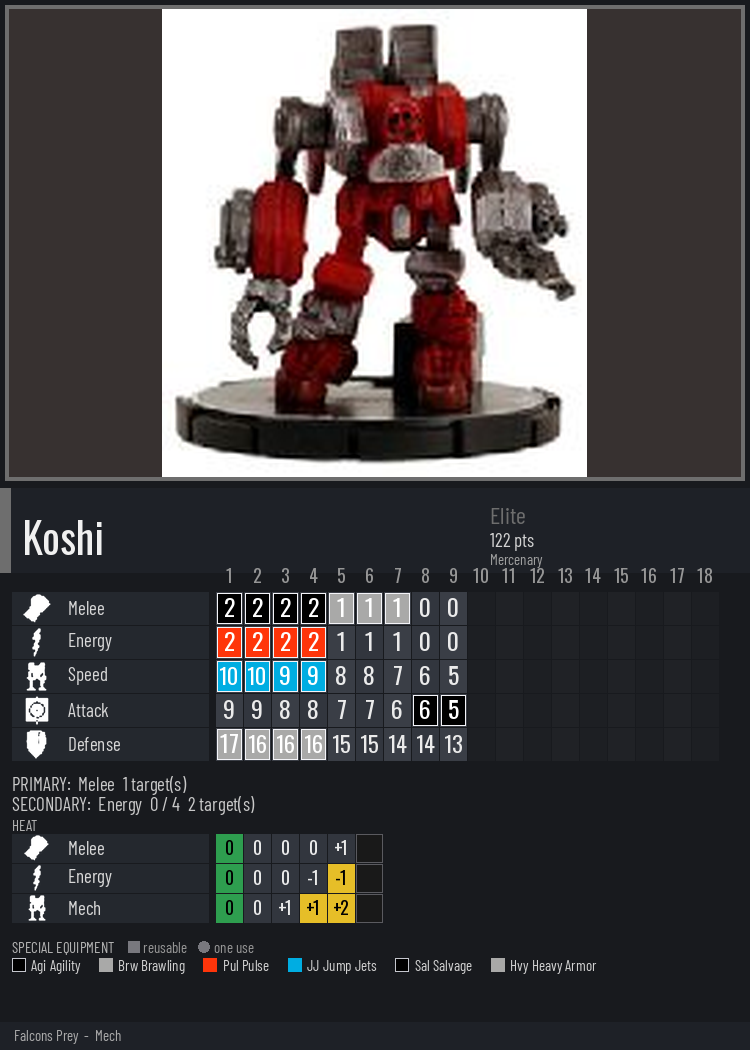 Koshi
Elite
122 pts
Mercenary
1 2 3 4 5 6 7 8 9 10 11 12 13 14 15 16 17 18
Melee 2 2 2 2 1 1 1 0 0
Energy 2 2 2 2 1 1 1 0 0
Speed 10 10 9 9 8 8 7 6 5
Attack 9 9 8 8 7 7 6 6 5
Defense 17 16 16 16 15 15 14 14 13
PRIMARY: Melee 1 target(s)
SECONDARY: Energy 0 / 4 2 target(s)
HEAT
Melee 0 0 0 0 +1
Energy 0 0 0 -1 -1
Mech 0 0 +1 +1 +2
SPECIAL EQUIPMENT reusable one use
Agi Agility Brw Brawling Pul Pulse JJ Jump Jets Sal Salvage Hvy Heavy Armor
Falcons Prey - Mech